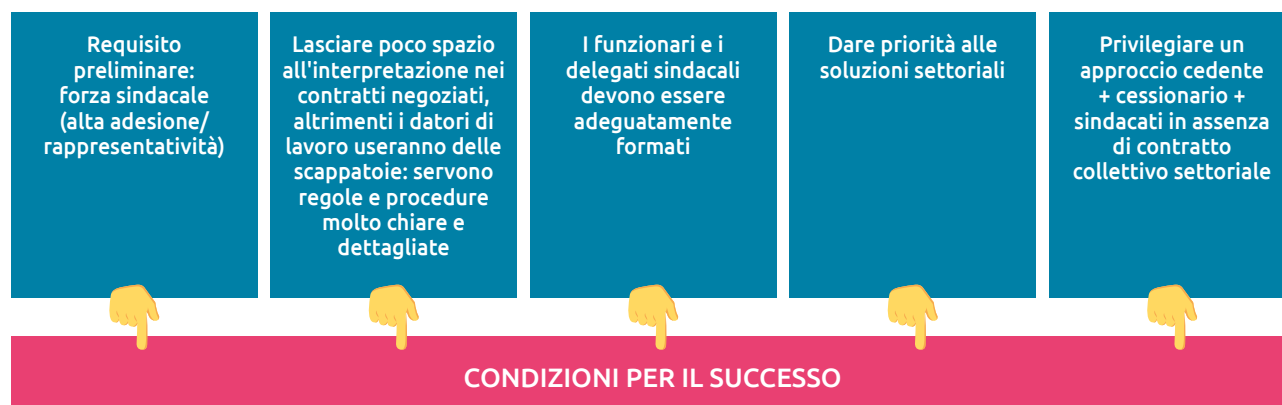 Requisito
preliminare:
forza sindacale
(alta adesione/
rappresentatività)
Lasciare poco spazio
all'interpretazione nei
contratti negoziati,
altrimenti i datori di
lavoro useranno delle
scappatoie: servono
regole e procedure
molto chiare e
dettagliate
I funzionari e i
delegati sindacali
devono essere
adeguatamente
formati
Dare priorità alle
soluzioni settoriali
Privilegiare un
approccio cedente
+ cessionario +
sindacati in assenza
di contratto
collettivo settoriale
CONDIZIONI PER IL SUCCESSO